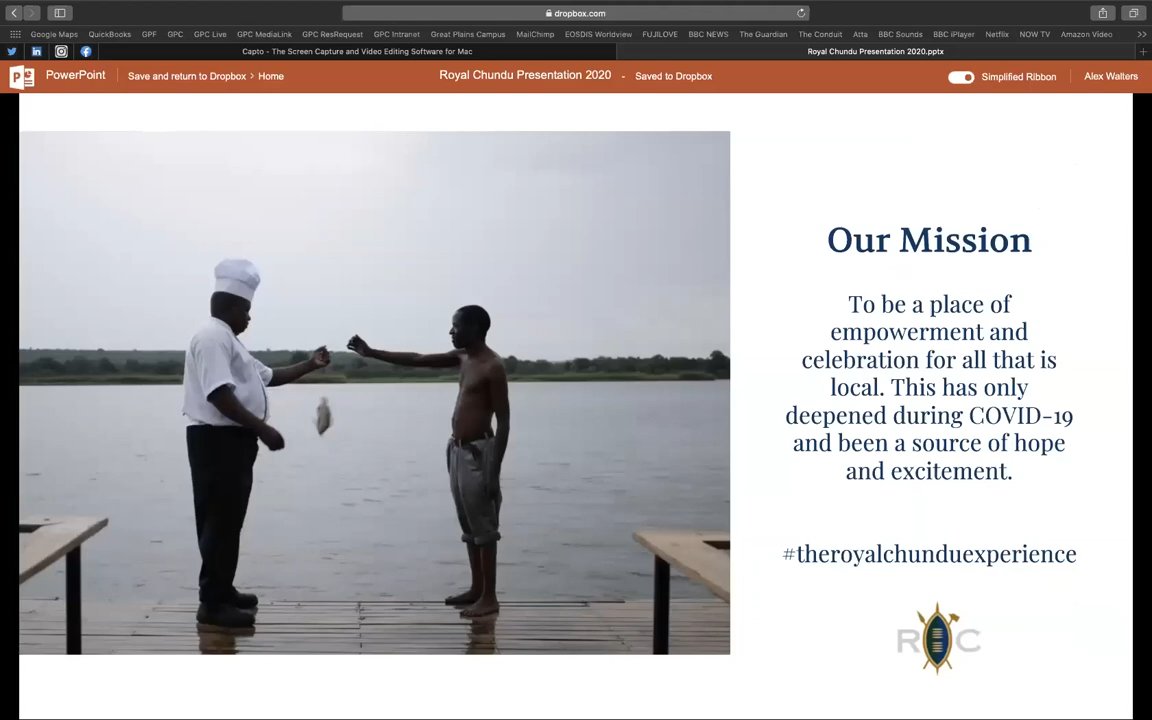 dropbox.com
Google Maps QuickBooks GPF GPC GPC Live GPC MediaLink GPC ResRequest GPC Intranet Great Plains Campus MailChimp EOSDIS Worldview FUJILOVE BBC NEWS The Guardian The Conduit Atta BBC Sounds BBC iPlayer Netflix NOW TV Amazon Video
Capto - The Screen Capture and Video Editing Software for Mac Royal Chundu Presentation 2020.pptx
PowerPoint Save and return to Dropbox > Home Royal Chundu Presentation 2020 - Saved to Dropbox Simplified Ribbon Alex Walters
Our Mission
To be a place of
empowerment and
celebration for all that is
local. This has only
deepened during COVID-19
and been a source of hope
and excitement.
#theroyalchunduexperience
R C